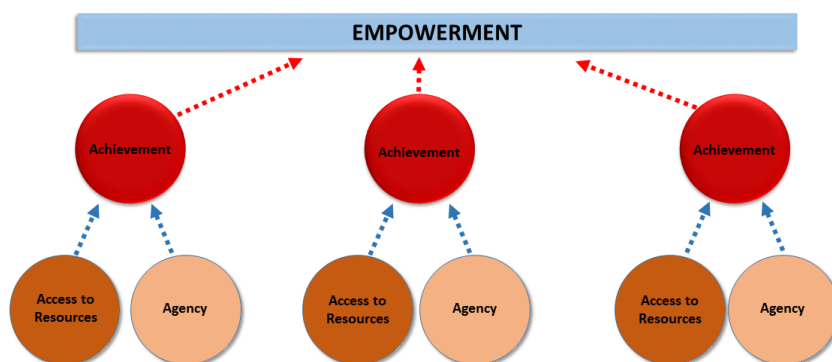 EMPOWERMENT
Achievement
Achievement
Achievement
Access to
Resources
Agency
Access to
Resources
Agency
Access to
Resources
Agency